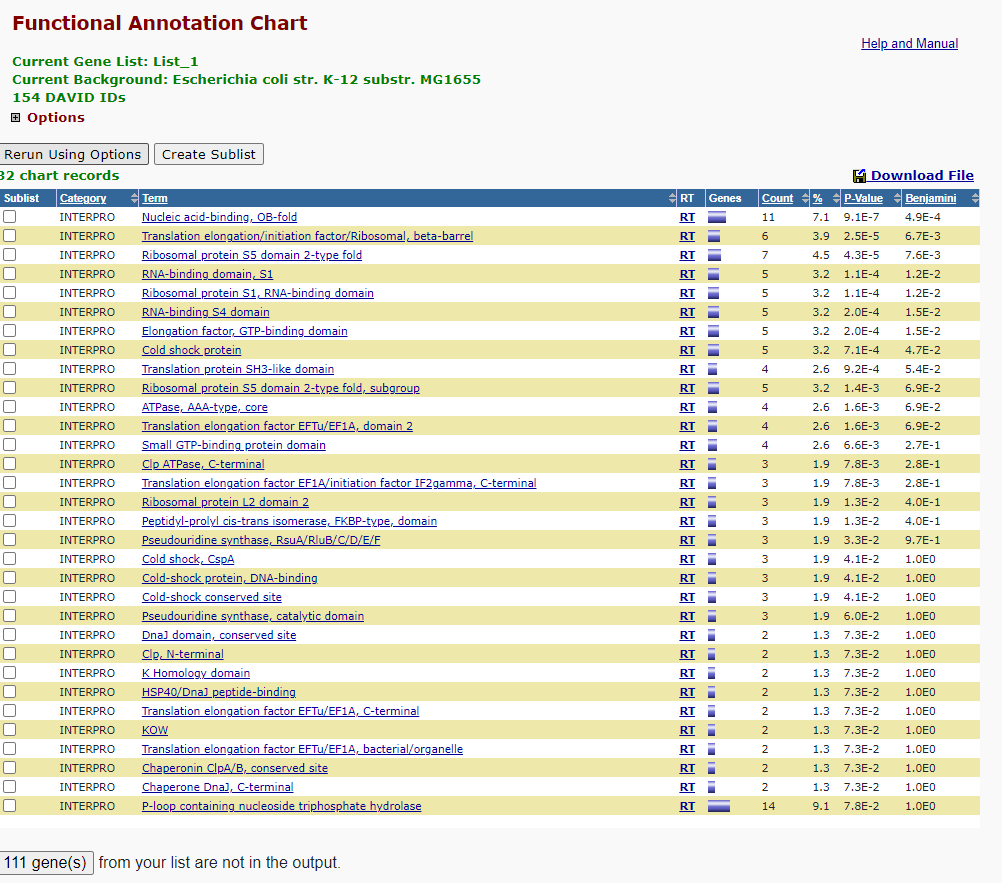 Functional Annotation Chart
Help and Manual
Current Gene List: List_1
Current Background: Escherichia coli str. K-12 substr. MG1655
154 DAVID IDs
Options
Rerun Using Options Create Sublist
32 chart records Download File
Sublist Category Term RT Genes Count % P-Value Benjamini
INTERPRO Nucleic acid-binding, OB-fold RT 11 7.1 9.1E-7 4.9E-4
INTERPRO Translation elongation/initiation factor/Ribosomal, beta-barrel RT 6 3.9 2.5E-5 6.7E-3
INTERPRO Ribosomal protein S5 domain 2-type fold RT 7 4.5 4.3E-5 7.6E-3
INTERPRO RNA-binding domain, S1 RT 5 3.2 1.1E-4 1.2E-2
INTERPRO Ribosomal protein S1, RNA-binding domain RT 5 3.2 1.1E-4 1.2E-2
INTERPRO RNA-binding S4 domain RT 5 3.2 2.0E-4 1.5E-2
INTERPRO Elongation factor, GTP-binding domain RT 5 3.2 2.0E-4 1.5E-2
INTERPRO Cold shock protein RT 5 3.2 7.1E-4 4.7E-2
INTERPRO Translation protein SH3-like domain RT 4 2.6 9.2E-4 5.4E-2
INTERPRO Ribosomal protein S5 domain 2-type fold, subgroup RT 5 3.2 1.4E-3 6.9E-2
INTERPRO ATPase, AAA-type, core RT 4 2.6 1.6E-3 6.9E-2
INTERPRO Translation elongation factor EFTu/EF1A, domain 2 RT 4 2.6 1.6E-3 6.9E-2
INTERPRO Small GTP-binding protein domain RT 4 2.6 6.6E-3 2.7E-1
INTERPRO Clp ATPase, C-terminal RT 3 1.9 7.8E-3 2.8E-1
INTERPRO Translation elongation factor EF1A/initiation factor IF2gamma, C-terminal RT 3 1.9 7.8E-3 2.8E-1
INTERPRO Ribosomal protein L2 domain 2 RT 3 1.9 1.3E-2 4.0E-1
INTERPRO Peptidyl-prolyl cis-trans isomerase, FKBP-type, domain RT 3 1.9 1.3E-2 4.0E-1
INTERPRO Pseudouridine synthase, RsuA/RluB/C/D/E/F RT 3 1.9 3.3E-2 9.7E-1
INTERPRO Cold shock, CspA RT 3 1.9 4.1E-2 1.0E0
INTERPRO Cold-shock protein, DNA-binding RT 3 1.9 4.1E-2 1.0E0
INTERPRO Cold-shock conserved site RT 3 1.9 4.1E-2 1.0E0
INTERPRO Pseudouridine synthase, catalytic domain RT 3 1.9 6.0E-2 1.0E0
INTERPRO DnaJ domain, conserved site RT 2 1.3 7.3E-2 1.0E0
INTERPRO Clp, N-terminal RT 2 1.3 7.3E-2 1.0E0
INTERPRO K Homology domain RT 2 1.3 7.3E-2 1.0E0
INTERPRO HSP40/DnaJ peptide-binding RT 2 1.3 7.3E-2 1.0E0
INTERPRO Translation elongation factor EFTu/EF1A, C-terminal RT 2 1.3 7.3E-2 1.0E0
INTERPRO KOW RT 2 1.3 7.3E-2 1.0E0
INTERPRO Translation elongation factor EFTu/EF1A, bacterial/organelle RT 2 1.3 7.3E-2 1.0E0
INTERPRO Chaperonin ClpA/B, conserved site RT 2 1.3 7.3E-2 1.0E0
INTERPRO Chaperone DnaJ, C-terminal RT 2 1.3 7.3E-2 1.0E0
INTERPRO P-loop containing nucleoside triphosphate hydrolase RT 14 9.1 7.8E-2 1.0E0
111 gene(s) from your list are not in the output.